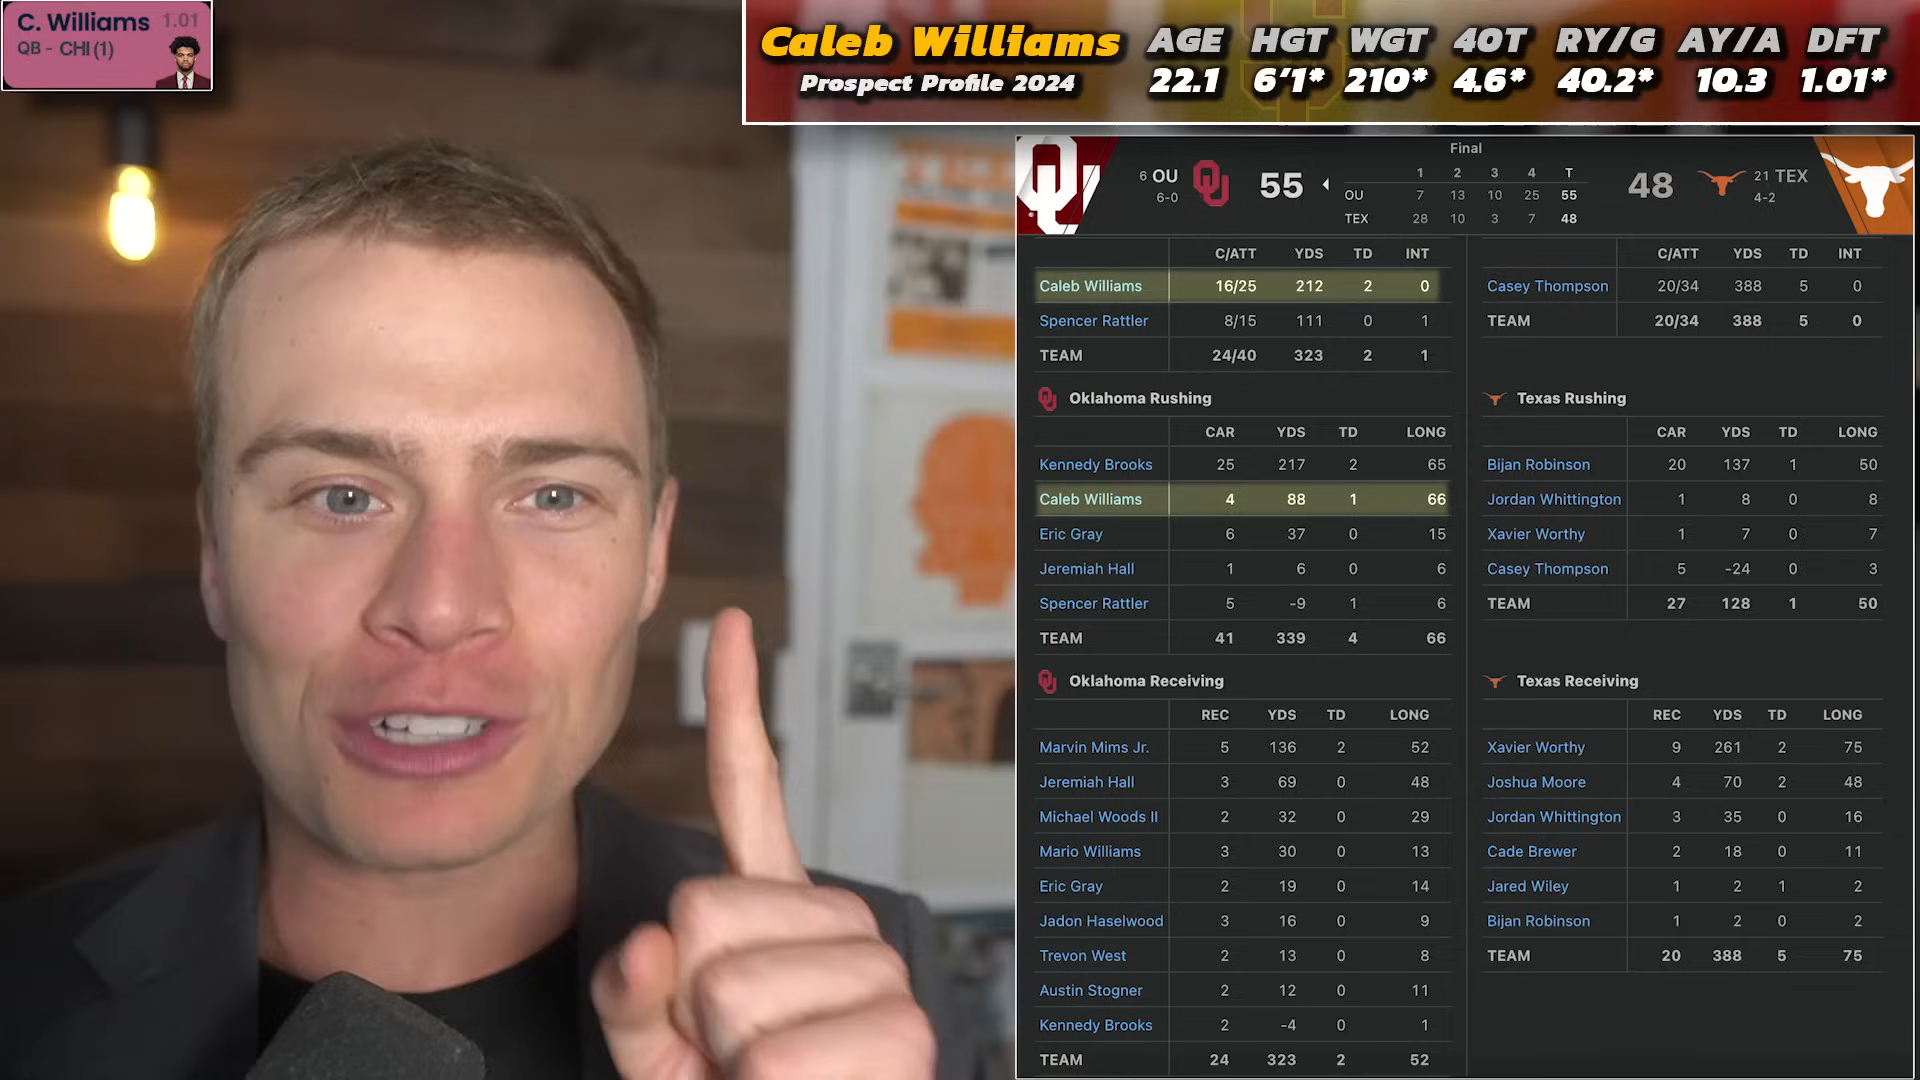 C. Williams 1.01
QB - CHI (1)
Caleb Williams
Prospect Profile 2024
AGE HGT WGT 40T RY/G AY/A DFT
22.1 6'1* 210* 4.6* 40.2* 10.3 1.01*
Final
6 OU
6-0
55
1 2 3 4 T
OU 7 13 10 25 55
TEX 28 10 3 7 48
48
21 TEX
4-2
C/ATT YDS TD INT
Caleb Williams 16/25 212 2 0
Spencer Rattler 8/15 111 0 1
TEAM 24/40 323 2 1
C/ATT YDS TD INT
Casey Thompson 20/34 388 5 0
TEAM 20/34 388 5 0
Oklahoma Rushing
CAR YDS TD LONG
Kennedy Brooks 25 217 2 65
Caleb Williams 4 88 1 66
Eric Gray 6 37 0 15
Jeremiah Hall 1 6 0 6
Spencer Rattler 5 -9 1 6
TEAM 41 339 4 66
Texas Rushing
CAR YDS TD LONG
Bijan Robinson 20 137 1 50
Jordan Whittington 1 8 0 8
Xavier Worthy 1 7 0 7
Casey Thompson 5 -24 0 3
TEAM 27 128 1 50
Oklahoma Receiving
REC YDS TD LONG
Marvin Mims Jr. 5 136 2 52
Jeremiah Hall 3 69 0 48
Michael Woods II 2 32 0 29
Mario Williams 3 30 0 13
Eric Gray 2 19 0 14
Jadon Haselwood 3 16 0 9
Trevon West 2 13 0 8
Austin Stogner 2 12 0 11
Kennedy Brooks 2 -4 0 1
TEAM 24 323 2 52
Texas Receiving
REC YDS TD LONG
Xavier Worthy 9 261 2 75
Joshua Moore 4 70 2 48
Jordan Whittington 3 35 0 16
Cade Brewer 2 18 0 11
Jared Wiley 1 2 1 2
Bijan Robinson 1 2 0 2
TEAM 20 388 5 75